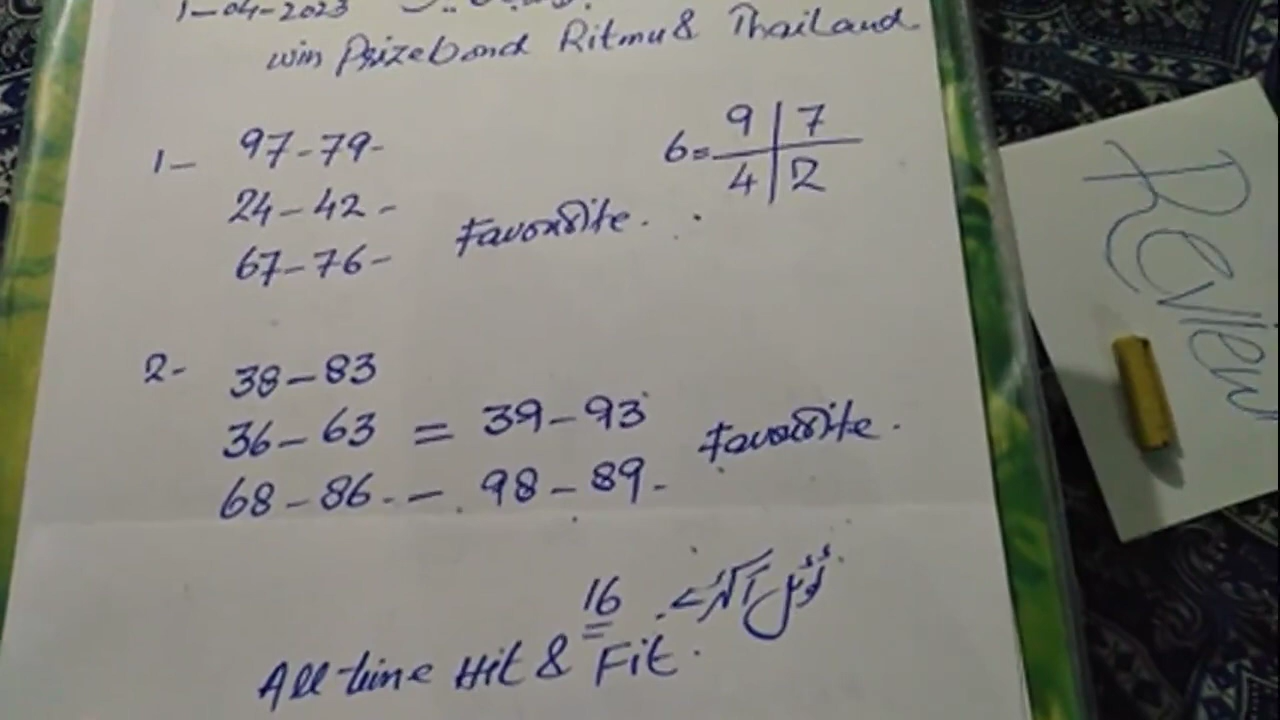 1-04-2023
win Prizebond Ritmu & Thailand
1- 97-79-
24-42-
67-76- Favorite.
6= 9 7
4 2
2- 38-83
36-63 = 39-93
68-86-- 98-89- Favorite.
16
All time Hit & Fit.
Review